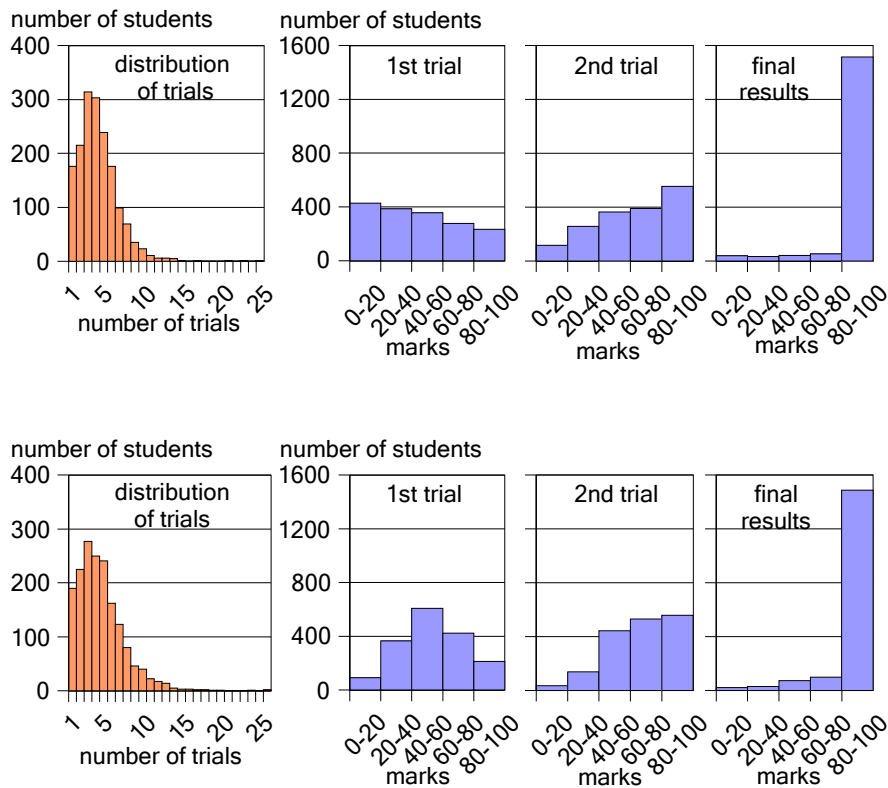 number of students
number of students
400
300
200
100
0
distribution
of trials
1
5
10
15
20
25
number of trials
1600
1200
800
400
0
1st trial
2nd trial
final
results
0-20
20-40
40-60
60-80
80-100
marks
0-20
20-40
40-60
60-80
80-100
marks
0-20
20-40
40-60
60-80
80-100
marks
number of students
number of students
400
300
200
100
0
distribution
of trials
1
5
10
15
20
25
number of trials
1600
1200
800
400
0
1st trial
2nd trial
final
results
0-20
20-40
40-60
60-80
80-100
marks
0-20
20-40
40-60
60-80
80-100
marks
0-20
20-40
40-60
60-80
80-100
marks